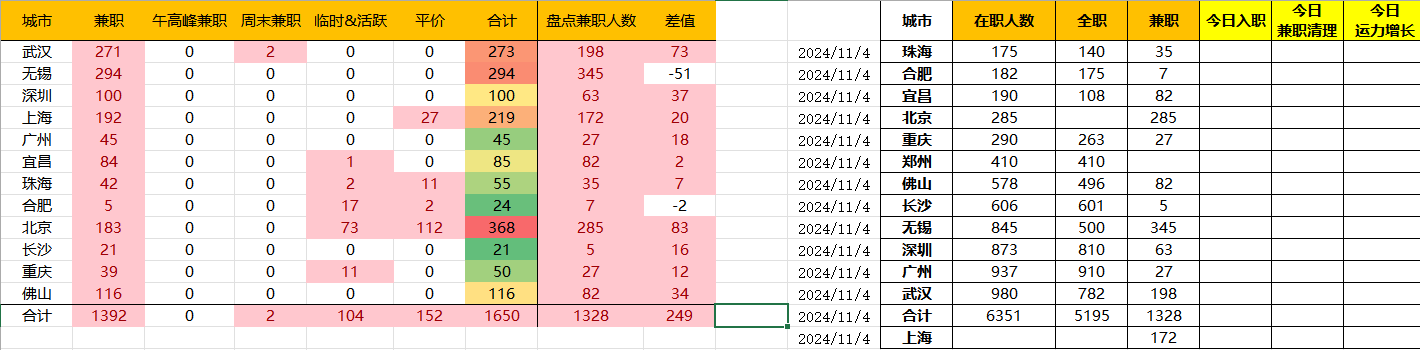 城市 兼职 午高峰兼职 周末兼职 临时&活跃 平价 合计 盘点兼职人数 差值 城市 在职人数 全职 兼职 今日入职 今日兼职清理 今日运力增长
武汉 271 0 2 0 0 273 198 73 2024/11/4 珠海 175 140 35
无锡 294 0 0 0 0 294 345 -51 2024/11/4 合肥 182 175 7
深圳 100 0 0 0 0 100 63 37 2024/11/4 宜昌 190 108 82
上海 192 0 0 0 27 219 172 20 2024/11/4 北京 285 285
广州 45 0 0 0 0 45 27 18 2024/11/4 重庆 290 263 27
宜昌 84 0 0 1 0 85 82 2 2024/11/4 郑州 410 410
珠海 42 0 0 2 11 55 35 7 2024/11/4 佛山 578 496 82
合肥 5 0 0 17 2 24 7 -2 2024/11/4 长沙 606 601 5
北京 183 0 0 73 112 368 285 83 2024/11/4 无锡 845 500 345
长沙 21 0 0 0 0 21 5 16 2024/11/4 深圳 873 810 63
重庆 39 0 0 11 0 50 27 12 2024/11/4 广州 937 910 27
佛山 116 0 0 0 0 116 82 34 2024/11/4 武汉 980 782 198
合计 1392 0 2 104 152 1650 1328 249 2024/11/4 合计 6351 5195 1328
2024/11/4 上海 172